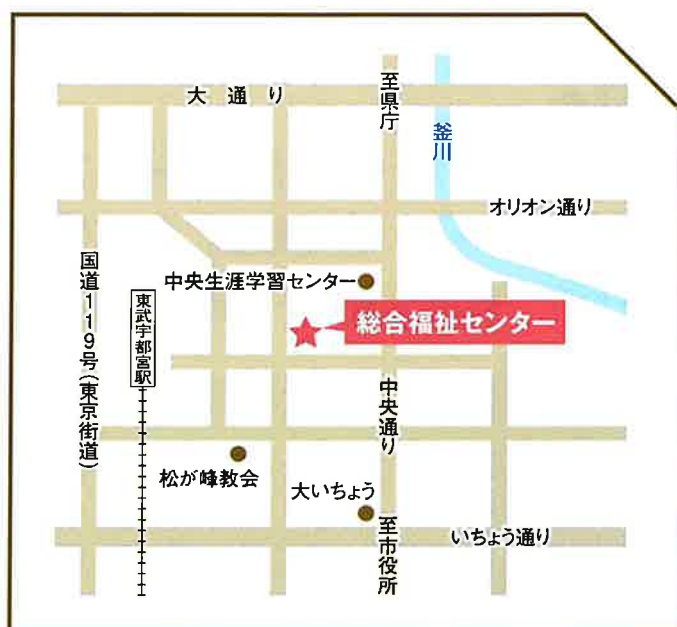 大通り
至県庁
釜川
オリオン通り
国道119号(東京街道)
東武宇都宮駅
中央生涯学習センター
総合福祉センター
中央通り
松が峰教会
大いちょう
至市役所
いちょう通り